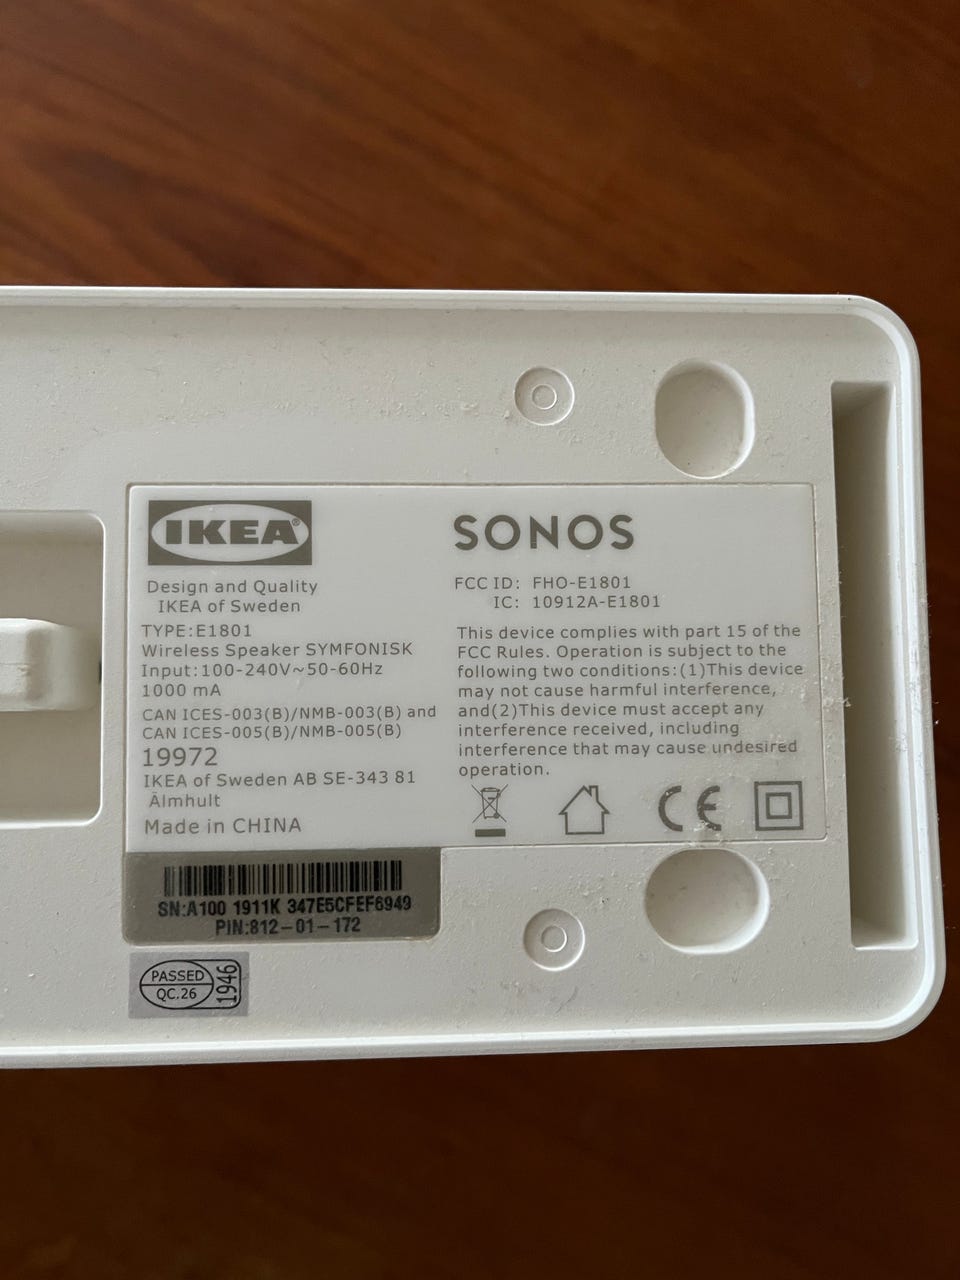 IKEA®
Design and Quality
IKEA of Sweden
TYPE:E1801
Wireless Speaker SYMFONISK
Input:100-240V~50-60Hz
1000 mA
CAN ICES-003(B)/NMB-003(B) and
CAN ICES-005(B)/NMB-005(B)
19972
IKEA of Sweden AB SE-343 81
Älmhult
Made in CHINA
SONOS
FCC ID: FHO-E1801
IC: 10912A-E1801
This device complies with part 15 of the
FCC Rules. Operation is subject to the
following two conditions:(1)This device
may not cause harmful interference,
and(2)This device must accept any
interference received, including
interference that may cause undesired
operation.
CE
SN:A100 1911K 347E5CFEF6949
PIN:812-01-172
PASSED
QC.26
1946